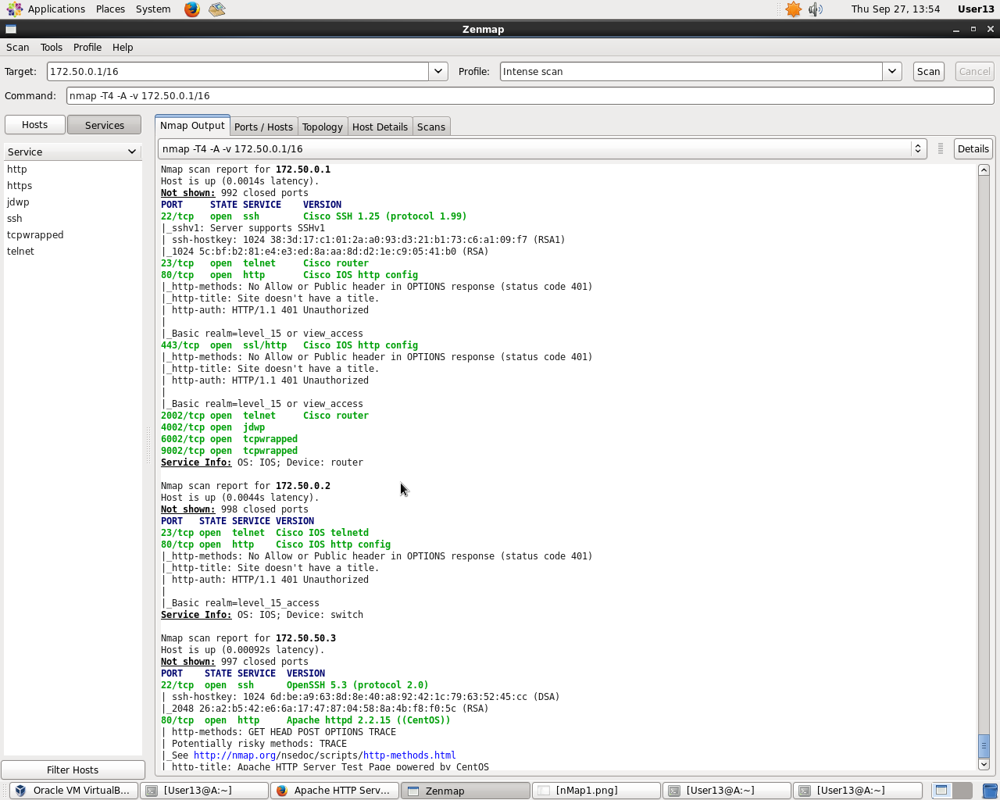 Applications Places System Thu Sep 27, 13:54 User13
Zenmap
Scan Tools Profile Help
Target: 172.50.0.1/16 Profile: Intense scan Scan Cancel
Command: nmap -T4 -A -v 172.50.0.1/16
Hosts Services
Service
http
https
jdwp
ssh
tcpwrapped
telnet
Filter Hosts
Nmap Output Ports / Hosts Topology Host Details Scans
nmap -T4 -A -v 172.50.0.1/16 Details
Nmap scan report for 172.50.0.1
Host is up (0.0014s latency).
Not shown: 992 closed ports
PORT     STATE SERVICE    VERSION
22/tcp   open  ssh        Cisco SSH 1.25 (protocol 1.99)
|_sshv1: Server supports SSHv1
| ssh-hostkey: 1024 38:3d:17:c1:01:2a:a0:93:d3:21:b1:73:c6:a1:09:f7 (RSA1)
|_1024 5c:bf:b2:81:e4:e3:ed:8a:aa:8d:d2:1e:c9:05:41:b0 (RSA)
23/tcp   open  telnet     Cisco router
80/tcp   open  http       Cisco IOS http config
|_http-methods: No Allow or Public header in OPTIONS response (status code 401)
|_http-title: Site doesn't have a title.
| http-auth: HTTP/1.1 401 Unauthorized
|
|_Basic realm=level_15 or view_access
443/tcp  open  ssl/http   Cisco IOS http config
|_http-methods: No Allow or Public header in OPTIONS response (status code 401)
|_http-title: Site doesn't have a title.
| http-auth: HTTP/1.1 401 Unauthorized
|
|_Basic realm=level_15 or view_access
2002/tcp open  telnet     Cisco router
4002/tcp open  jdwp
6002/tcp open  tcpwrapped
9002/tcp open  tcpwrapped
Service Info: OS: IOS; Device: router
Nmap scan report for 172.50.0.2
Host is up (0.0044s latency).
Not shown: 998 closed ports
PORT   STATE SERVICE VERSION
23/tcp open  telnet  Cisco IOS telnetd
80/tcp open  http    Cisco IOS http config
|_http-methods: No Allow or Public header in OPTIONS response (status code 401)
|_http-title: Site doesn't have a title.
| http-auth: HTTP/1.1 401 Unauthorized
|
|_Basic realm=level_15_access
Service Info: OS: IOS; Device: switch
Nmap scan report for 172.50.50.3
Host is up (0.00092s latency).
Not shown: 997 closed ports
PORT    STATE SERVICE  VERSION
22/tcp  open  ssh      OpenSSH 5.3 (protocol 2.0)
| ssh-hostkey: 1024 6d:be:a9:63:8d:8e:40:a8:92:42:1c:79:63:52:45:cc (DSA)
|_2048 26:a2:b5:42:e6:6a:17:47:87:04:58:8a:4b:f8:f0:5c (RSA)
80/tcp  open  http     Apache httpd 2.2.15 ((CentOS))
| http-methods: GET HEAD POST OPTIONS TRACE
| Potentially risky methods: TRACE
|_See http://nmap.org/nsedoc/scripts/http-methods.html
| http-title: Apache HTTP Server Test Page powered by CentOS
Oracle VM VirtualB... [User13@A:~] Apache HTTP Serv... Zenmap [nMap1.png] [User13@A:~] [User13@A:~]